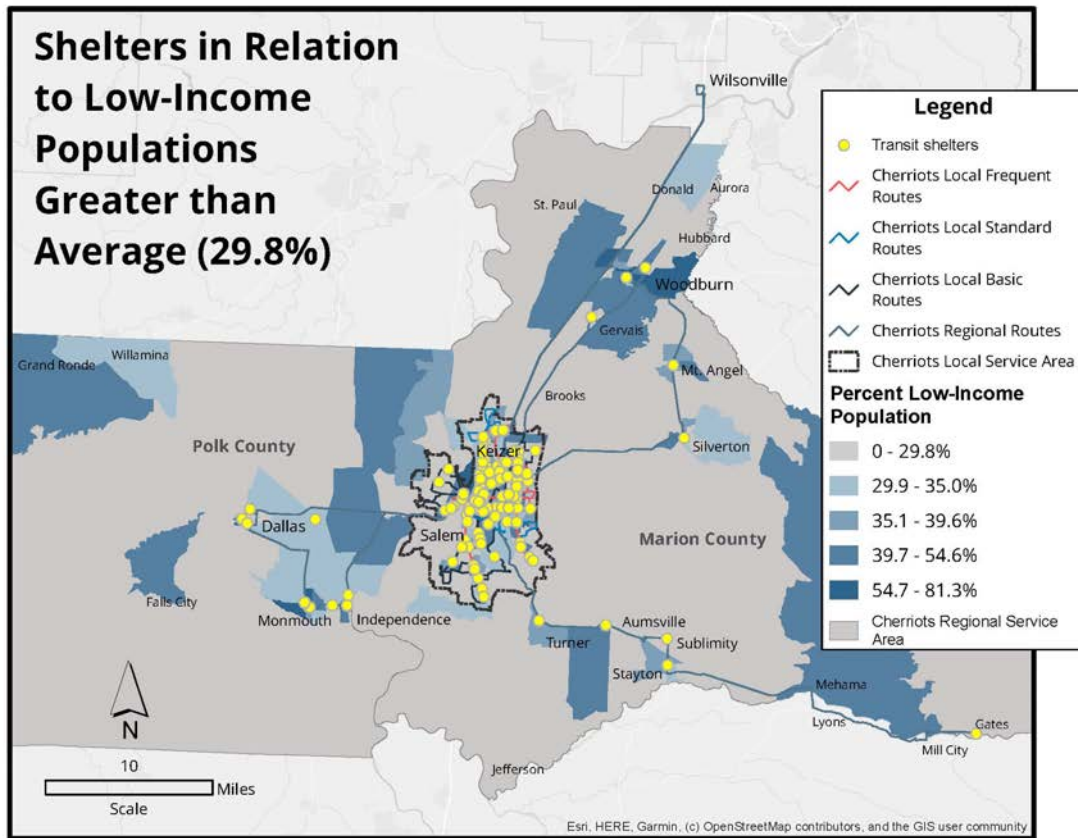 Shelters in Relation
to Low-Income
Populations
Greater than
Average (29.8%)
Wilsonville
Legend
Transit shelters
Cherriots Local Frequent
Routes
Cherriots Local Standard
Routes
Cherriots Local Basic
Routes
Cherriots Regional Routes
Cherriots Local Service Area
Percent Low-Income
Population
0 - 29.8%
29.9 - 35.0%
35.1 - 39.6%
39.7 - 54.6%
54.7 - 81.3%
Cherriots Regional Service
Area
Donald
Aurora
St. Paul
Hubbard
Woodburn
Gervais
Willamina
Grand Ronde
Mt. Angel
Brooks
Polk County
Keizer
Silverton
Dallas
Salem
Marion County
Falls City
Monmouth
Independence
Aumsville
Turner
Sublimity
Stayton
Mehama
Lyons
Gates
Mill City
Jefferson
N
10
Miles
Scale
Esri, HERE, Garmin, (c) OpenStreetMap contributors, and the GIS user community